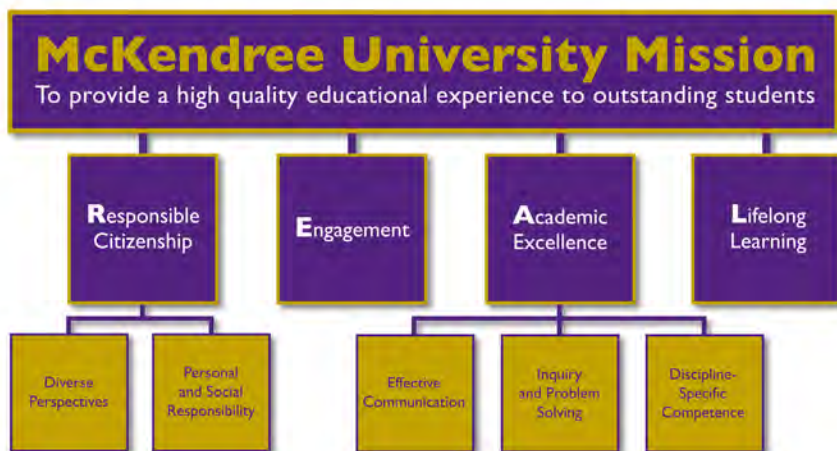 McKendree University Mission
To provide a high quality educational experience to outstanding students
Responsible
Citizenship
Engagement
Academic
Excellence
Lifelong
Learning
Diverse
Perspectives
Personal
and Social
Responsibility
Effective
Communication
Inquiry
and Problem
Solving
Discipline-
Specific
Competence